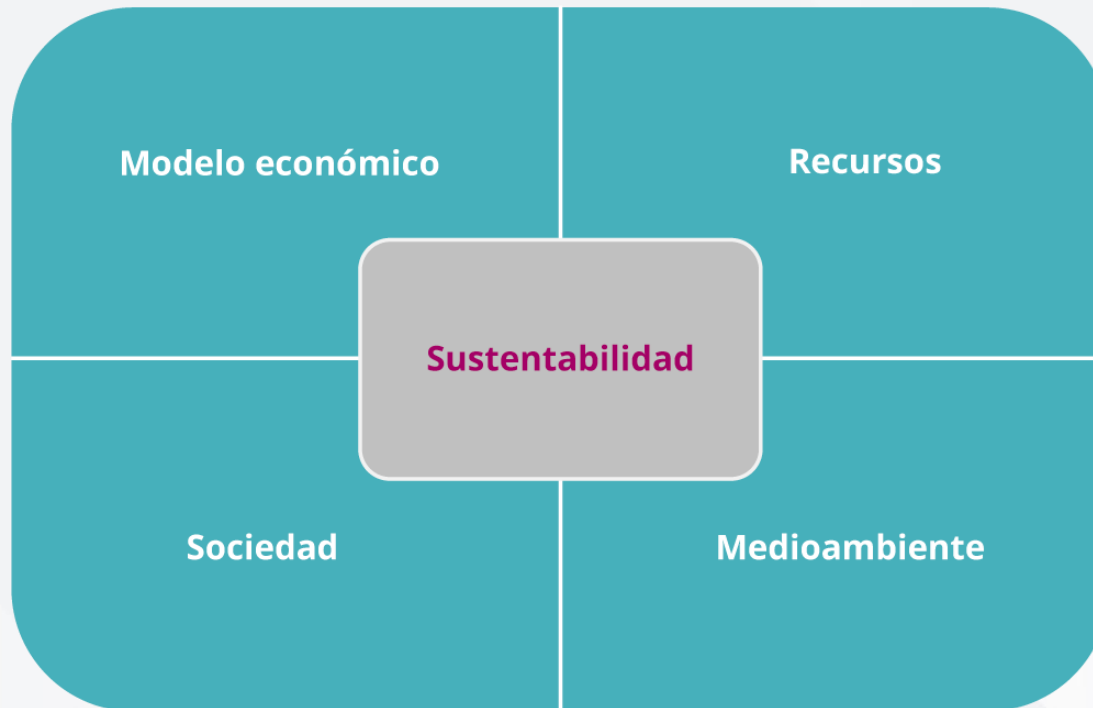 Modelo económico
Recursos
Sustentabilidad
Sociedad
Medioambiente